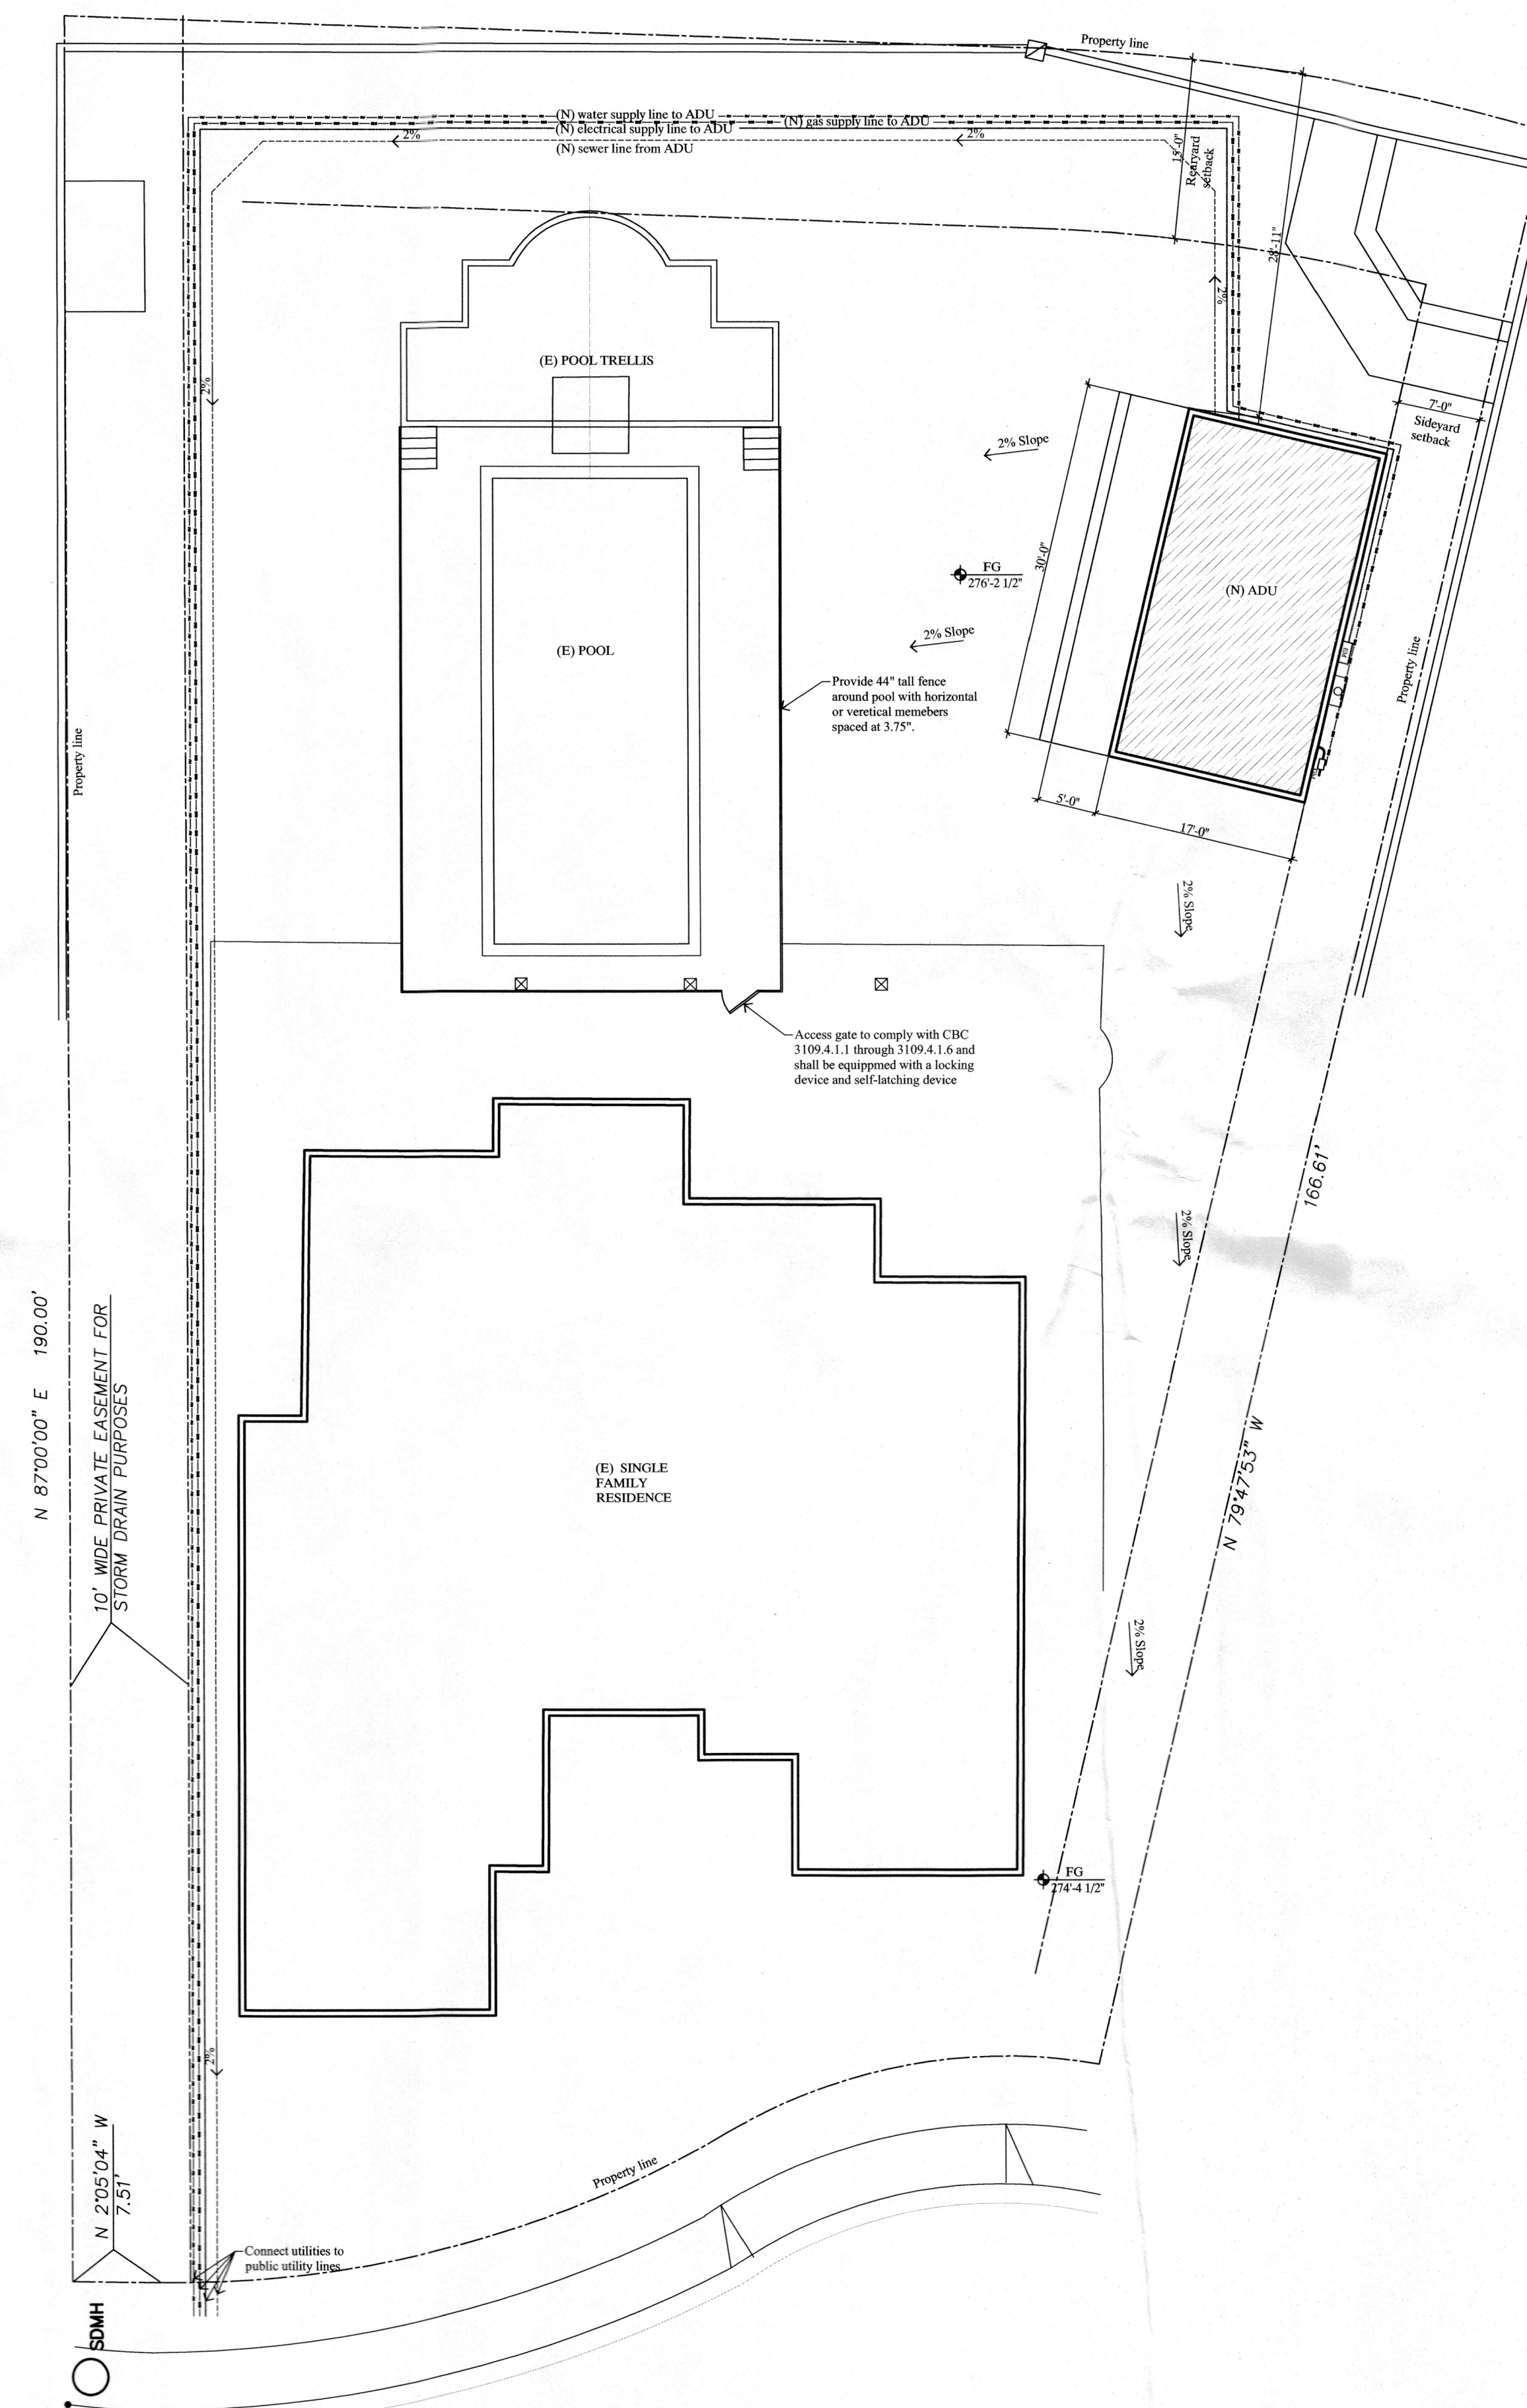 Property line
(N) water supply line to ADU
(N) gas supply line to ADU
(N) electrical supply line to ADU
2%
2%
(N) sewer line from ADU
15'-0"
Rearyard
setback
28'-11"
2%
2%
(E) POOL TRELLIS
7'-0"
Sideyard
setback
2% Slope
30'-0"
FG
276'-2 1/2"
(N) ADU
2% Slope
(E) POOL
Provide 44" tall fence
around pool with horizontal
or veretical memebers
spaced at 3.75".
Property line
Property line
5'-0"
17'-0"
2% Slope
Access gate to comply with CBC
3109.4.1.1 through 3109.4.1.6 and
shall be equippmed with a locking
device and self-latching device
166.61'
2% Slope
N 87°00'00" E 190.00'
10' WIDE PRIVATE EASEMENT FOR
STORM DRAIN PURPOSES
(E) SINGLE
FAMILY
RESIDENCE
N 79°47'53" W
2% Slope
FG
274'-4 1/2"
2%
N 2°05'04" W
7.51'
Property line
Connect utilities to
public utility lines
SDMH